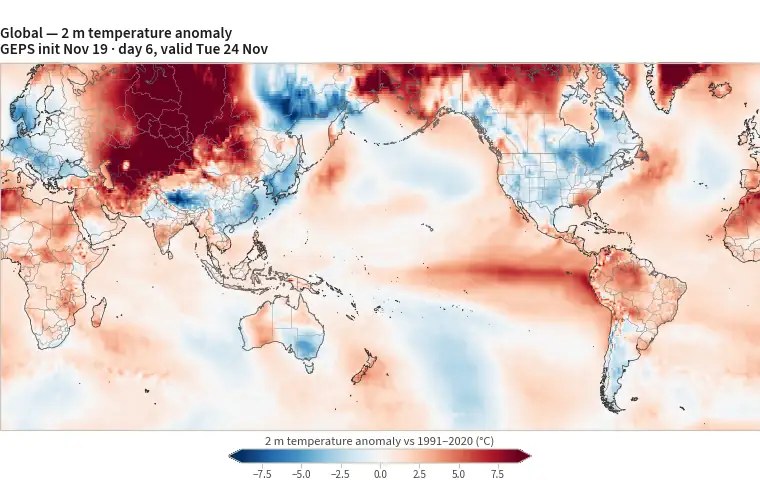 Global — 2 m temperature anomaly
GEPS init Nov 19 · day 6, valid Tue 24 Nov
2 m temperature anomaly vs 1991–2020 (°C)
−7.5 −5.0 −2.5 0.0 2.5 5.0 7.5